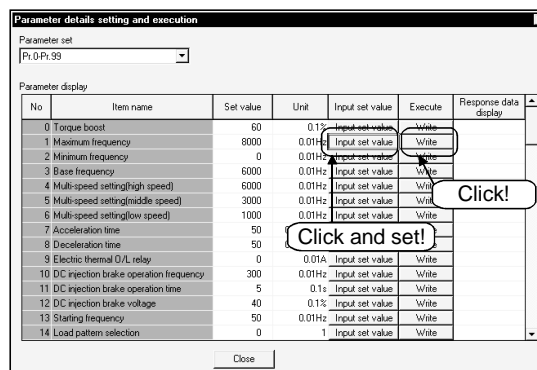 Parameter details setting and execution
Parameter set
Pr.0-Pr.99
Parameter display
No Item name Set value Unit Input set value Execute Response data display
0 Torque boost 60 0.1% Input set value Write
1 Maximum frequency 8000 0.01Hz Input set value Write
2 Minimum frequency 0 0.01Hz Input set value Write
3 Base frequency 6000 0.01Hz Input set value Write
4 Multi-speed setting(high speed) 6000 0.01Hz Input set value
5 Multi-speed setting(middle speed) 3000 0.01Hz Input set value
6 Multi-speed setting(low speed) 1000 0.01Hz Input set value
Click!
7 Acceleration time 50
8 Deceleration time 50
Click and set!
9 Electric thermal O/L relay 0 0.01A Input set value Write
10 DC injection brake operation frequency 300 0.01Hz Input set value Write
11 DC injection brake operation time 5 0.1s Input set value Write
12 DC injection brake voltage 40 0.1% Input set value Write
13 Starting frequency 50 0.01Hz Input set value Write
14 Load pattern selection 0 1 Input set value Write
Close